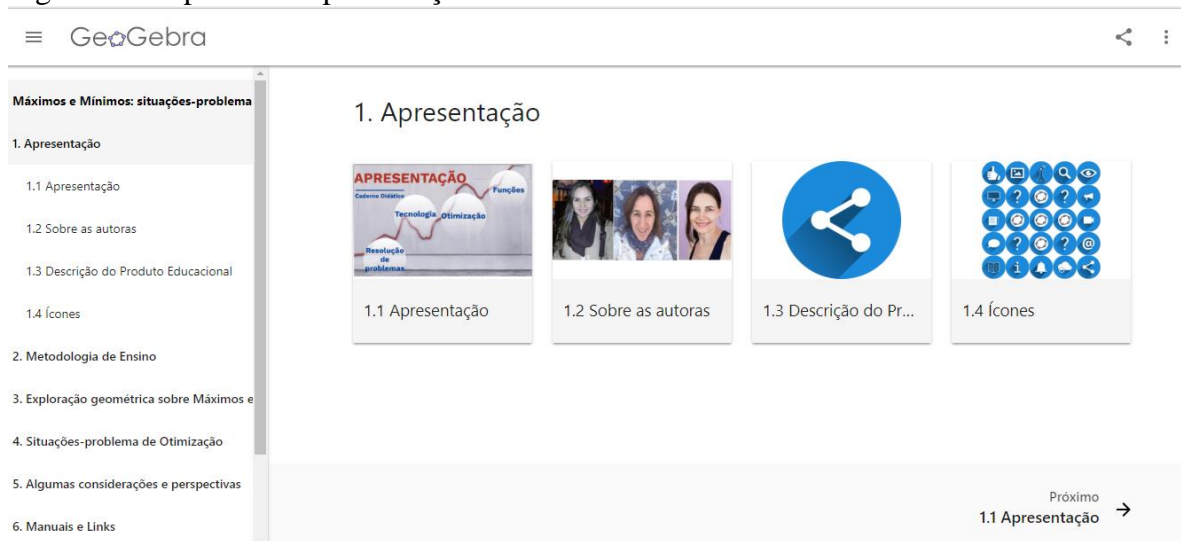 GeoGebra
Máximos e Mínimos: situações-problema
1. Apresentação
1.1 Apresentação
1.2 Sobre as autoras
1.3 Descrição do Produto Educacional
1.4 Ícones
2. Metodologia de Ensino
3. Exploração geométrica sobre Máximos e
4. Situações-problema de Otimização
5. Algumas considerações e perspectivas
6. Manuais e Links
1. Apresentação
APRESENTAÇÃO
Caderno Didático
Funções
Tecnologia
Otimização
Resolução
de
problemas
1.1 Apresentação
1.2 Sobre as autoras
1.3 Descrição do Pr...
1.4 Ícones
Próximo
1.1 Apresentação